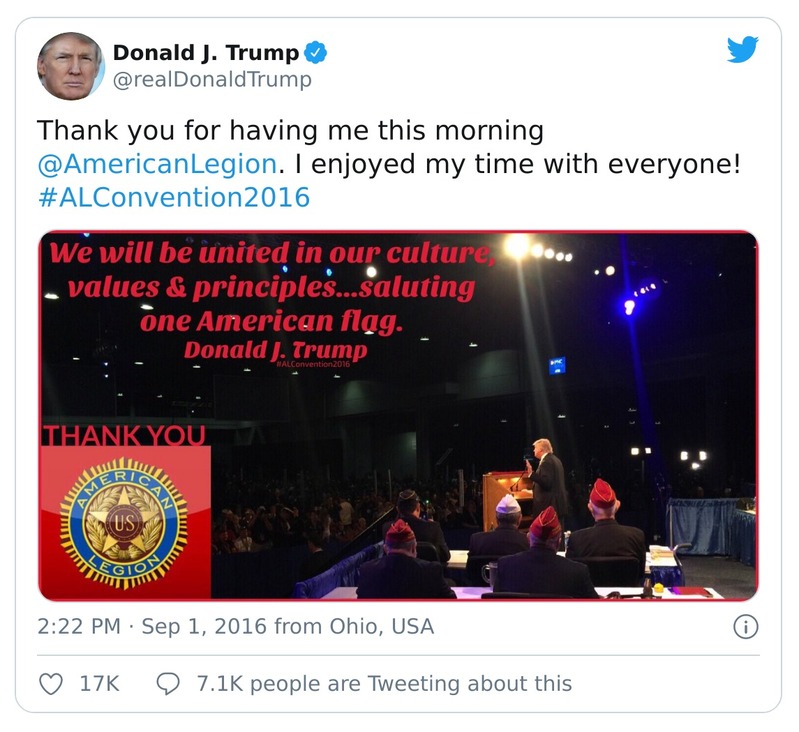 Donald J. Trump
@realDonaldTrump
Thank you for having me this morning
@AmericanLegion. I enjoyed my time with everyone!
#ALConvention2016
We will be united in our culture,
values & principles...saluting
one American flag.
Donald J. Trump
#ALConvention2016
THANK YOU
AMERICAN
US
LEGION
2:22 PM · Sep 1, 2016 from Ohio, USA
17K
7.1K people are Tweeting about this